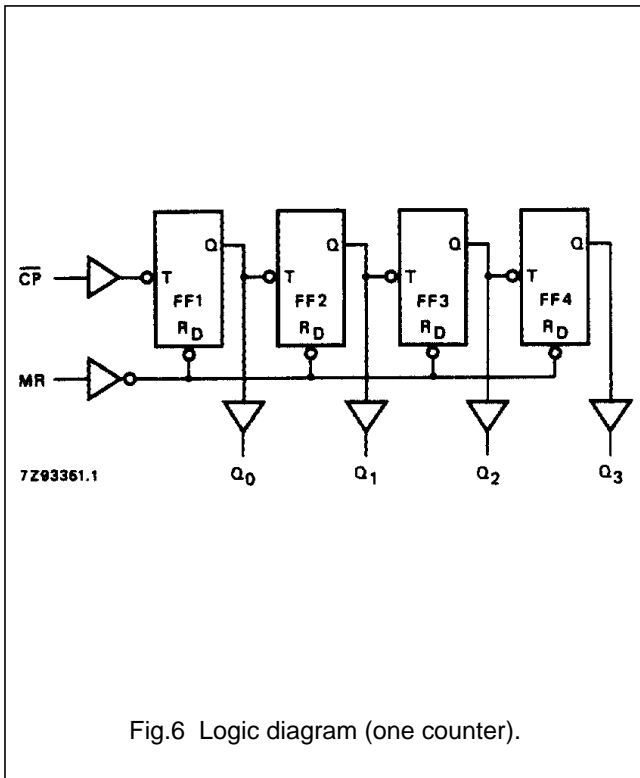 Q Q Q Q
CP T T T T
FF1 FF2 FF3 FF4
RD RD RD RD
MR
7Z93361.1 Q0 Q1 Q2 Q3
Fig.6 Logic diagram (one counter).